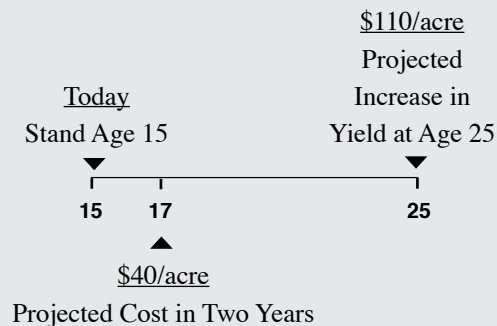 $110/acre
Projected
Increase in
Yield at Age 25
Today
Stand Age 15
15 17 25
$40/acre
Projected Cost in Two Years